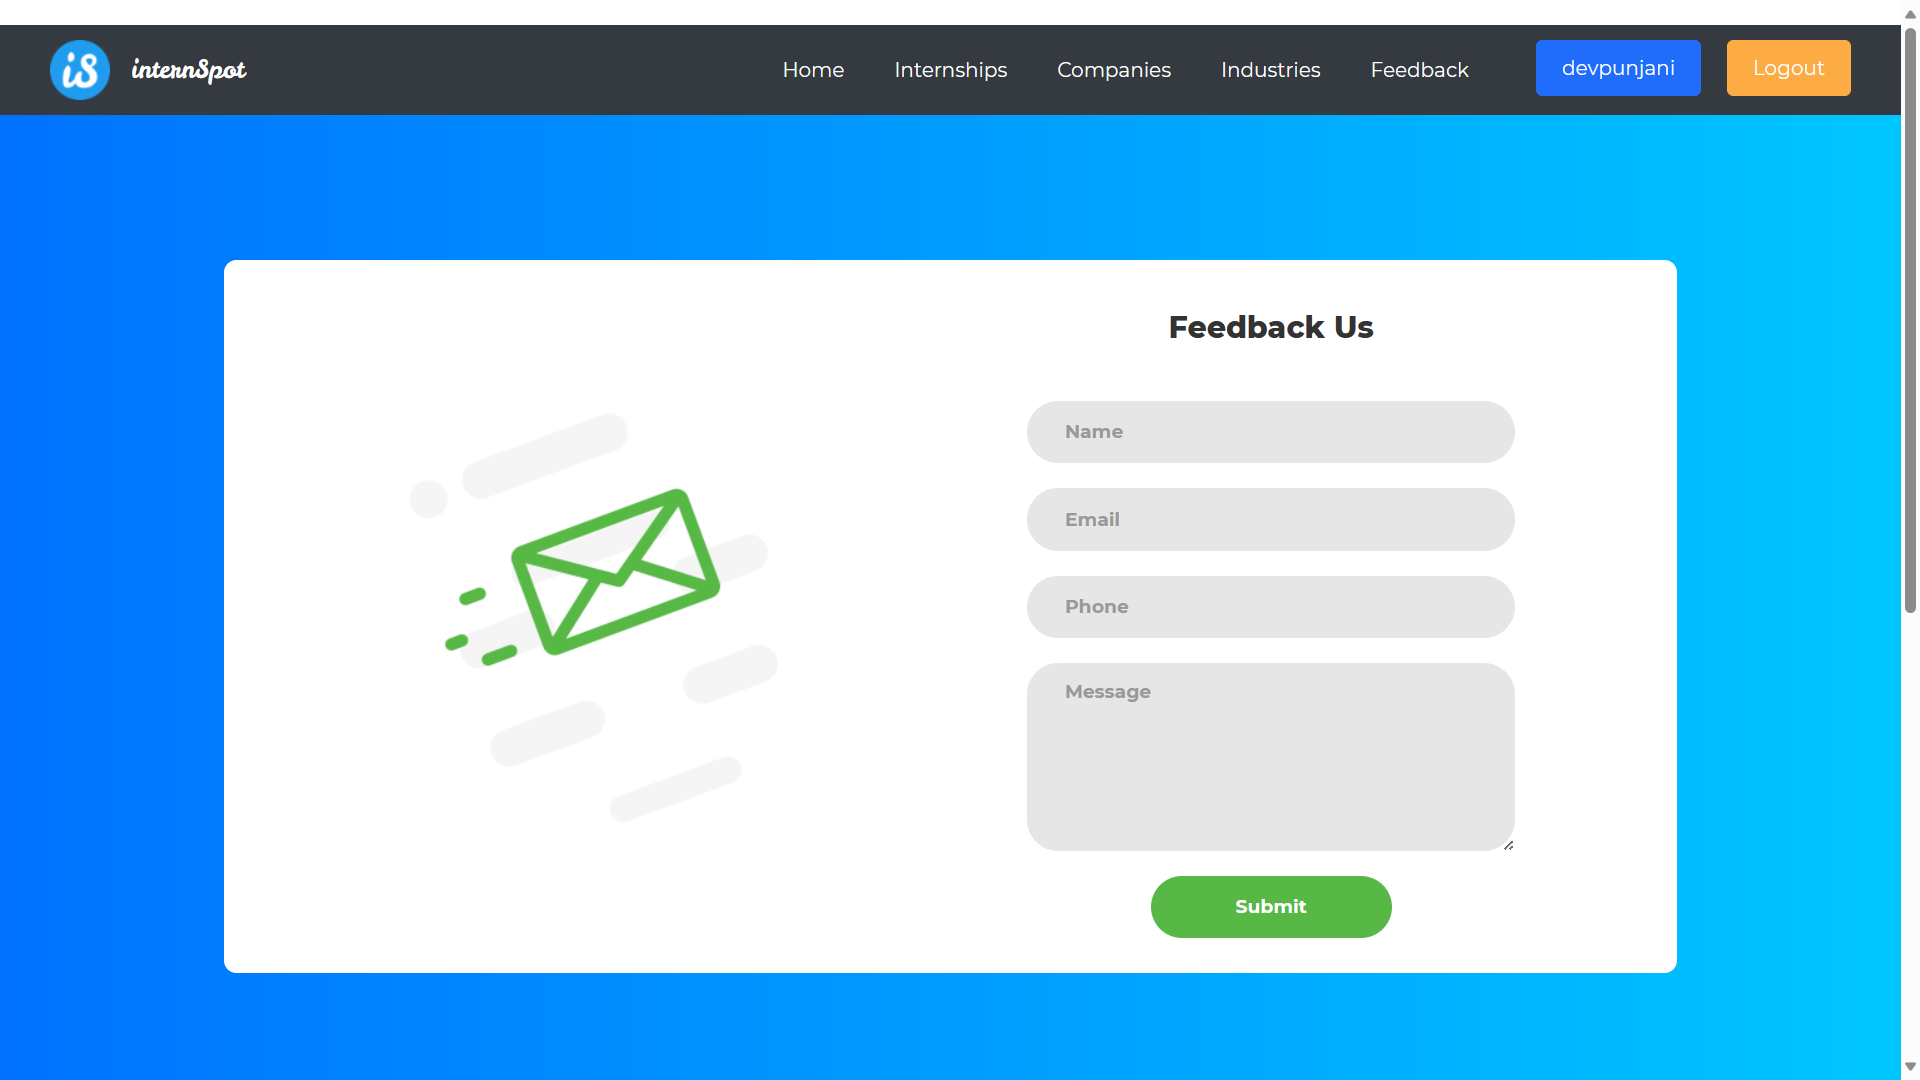 iS internSpot Home Internships Companies Industries Feedback devpunjani Logout
Feedback Us
Name
Email
Phone
Message
Submit